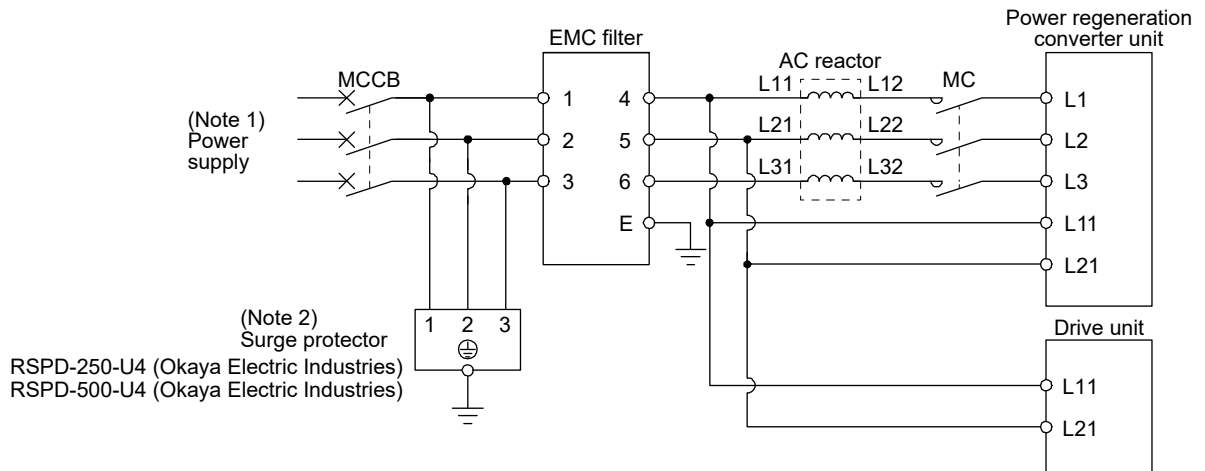 Power regeneration
converter unit
EMC filter
AC reactor
MCCB
L11
L12
MC
1
4
L1
(Note 1)
Power
supply
2
5
L21
L22
L2
3
6
L31
L32
L3
E
L11
L21
(Note 2)
Surge protector
1 2 3
RSPD-250-U4 (Okaya Electric Industries)
RSPD-500-U4 (Okaya Electric Industries)
Drive unit
L11
L21